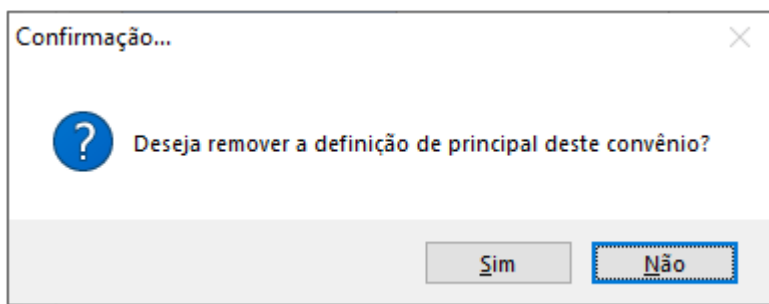 Confirmação...
Deseja remover a definição de principal deste convênio?
Sim
Não